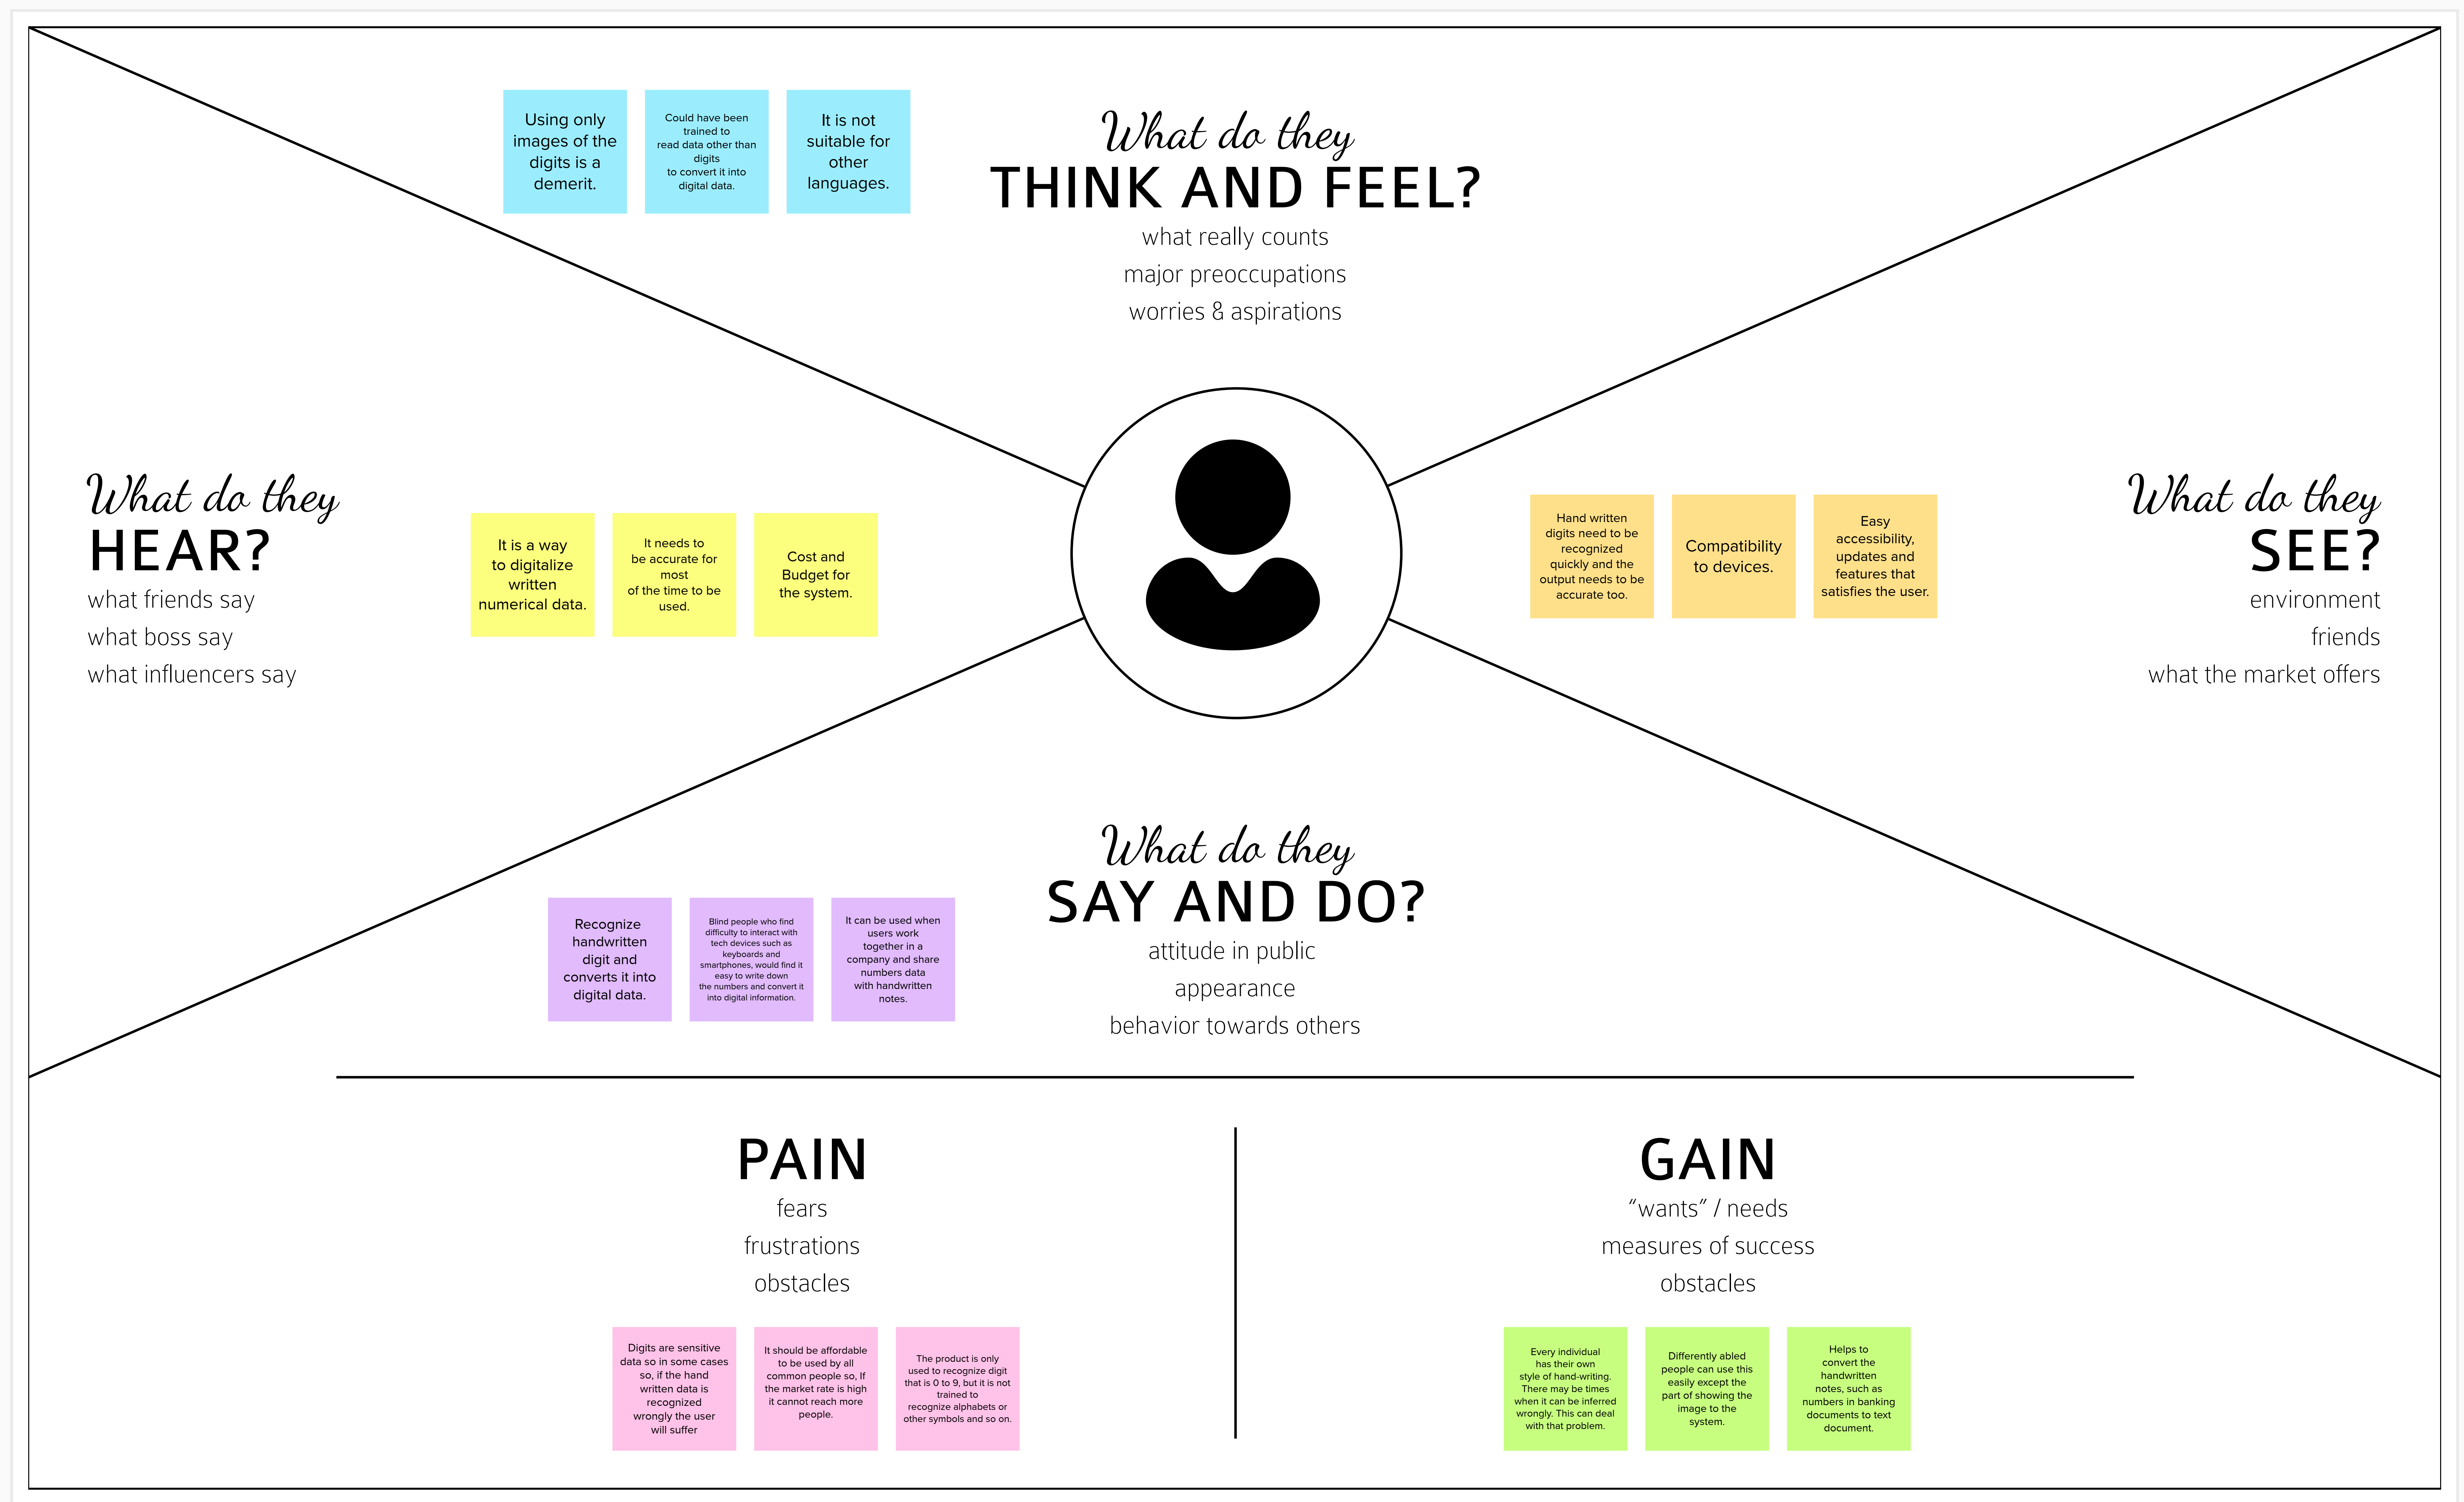 Using only
images of the
digits is a
demerit.
Could have been
trained to
read data other than
digits
to convert it into
digital data.
It is not
suitable for
other
languages.
What do they
THINK AND FEEL?
what really counts
major preoccupations
worries & aspirations
What do they
HEAR?
what friends say
what boss say
what influencers say
It is a way
to digitalize
written
numerical data.
It needs to
be accurate for
most
of the time to be
used.
Cost and
Budget for
the system.
Hand written
digits need to be
recognized
quickly and the
output needs to be
accurate too.
Compatibility
to devices.
Easy
accessibility,
updates and
features that
satisfies the user.
What do they
SEE?
environment
friends
what the market offers
What do they
SAY AND DO?
attitude in public
appearance
behavior towards others
Recognize
handwritten
digit and
converts it into
digital data.
Blind people who find
difficulty to interact with
tech devices such as
keyboards and
smartphones, would find it
easy to write down
the numbers and convert it
into digital information.
It can be used when
users work
together in a
company and share
numbers data
with handwritten
notes.
PAIN
fears
frustrations
obstacles
Digits are sensitive
data so in some cases
so, if the hand
written data is
recognized
wrongly the user
will suffer
It should be affordable
to be used by all
common people so, If
the market rate is high
it cannot reach more
people.
The product is only
used to recognize digit
that is 0 to 9, but it is not
trained to
recognize alphabets or
other symbols and so on.
GAIN
“wants” / needs
measures of success
obstacles
Every individual
has their own
style of hand-writing.
There may be times
when it can be inferred
wrongly. This can deal
with that problem.
Differently abled
people can use this
easily except the
part of showing the
image to the
system.
Helps to
convert the
handwritten
notes, such as
numbers in banking
documents to text
document.